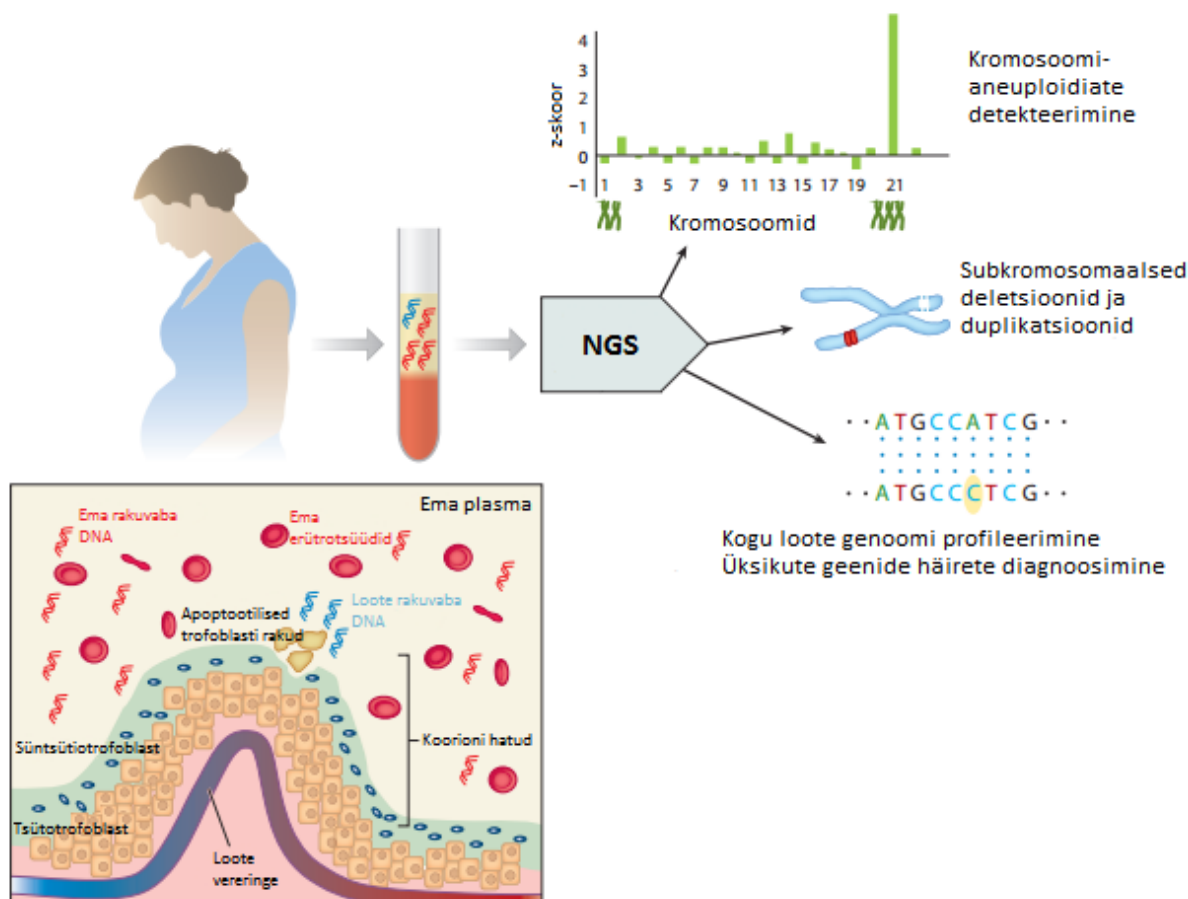 4
3
2
1
0
−1
z-skoor
1 3 5 7 9 11 13 15 17 19 21
Kromosoomid
Kromosoomi-
aneuploidiate
detekteerimine
NGS
Subkromosomaalsed
deletsioonid ja
duplikatsioonid
··ATGCCATCG··
··ATGCCCTCG··
Kogu loote genoomi profileerimine
Üksikute geenide häirete diagnoosimine
Ema plasma
Ema rakuvaba
DNA
Ema
erütrotsüüdid
Loote rakuvaba
DNA
Apoptootilised
trofoblasti rakud
Süntsütiotrofoblast
Koorioni hatud
Tsütotrofoblast
Loote
vereringe